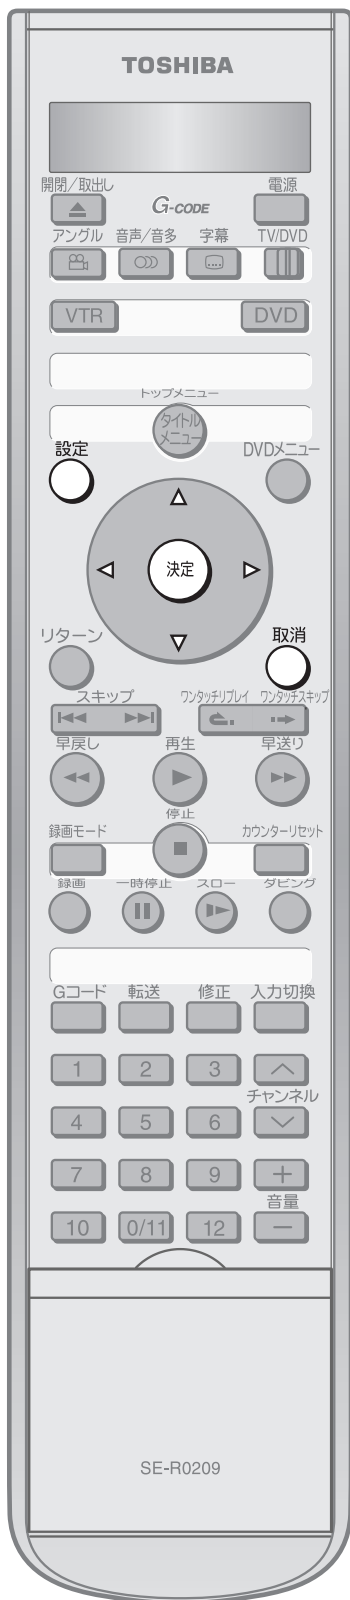 TOSHIBA
開閉/取出し
G-CODE
電源
アングル 音声/音多 字幕 TV/DVD
VTR DVD
トップメニュー
タイトル
メニュー
設定
DVDメニュー
決定
リターン
取消
スキップ ワンタッチリプレイ ワンタッチスキップ
早戻し 再生 早送り
停止
録画モード カウンターリセット
録画 一時停止 スロー ダビング
Gコード 転送 修正 入力切換
1 2 3
チャンネル
4 5 6
7 8 9 +
音量
10 0/11 12 −
SE-R0209